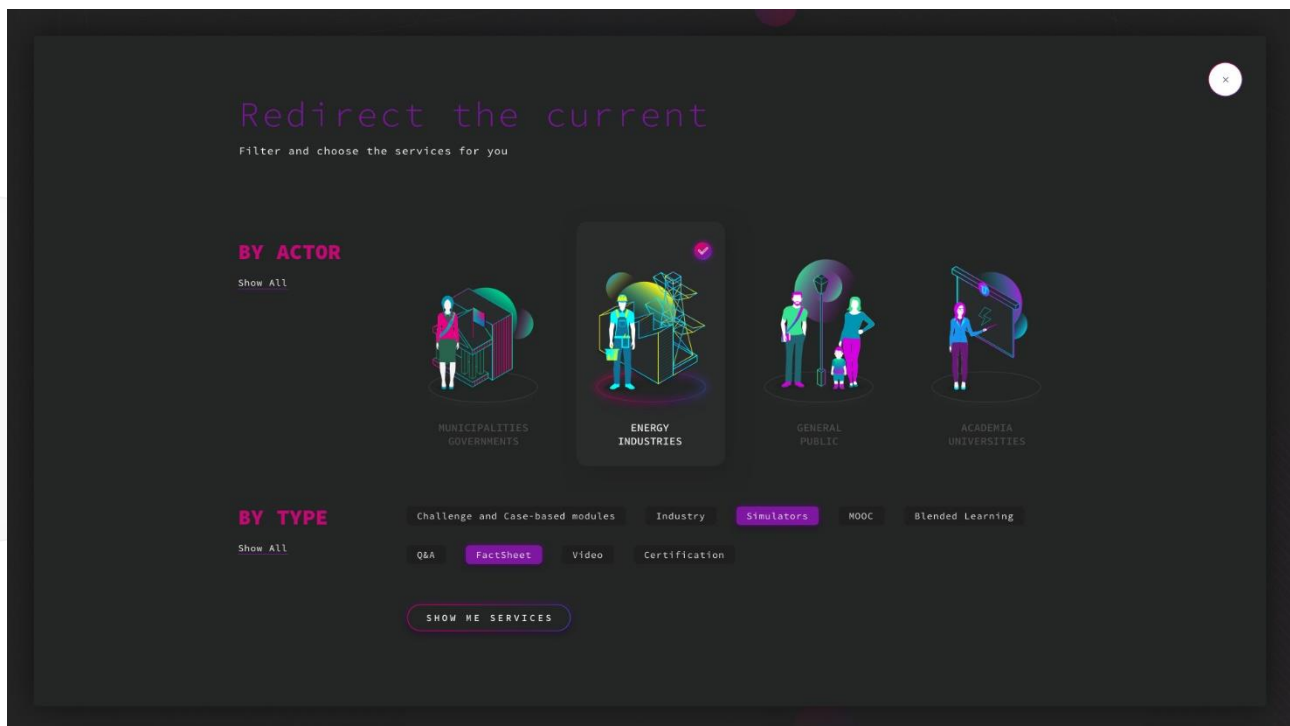 Redirect the current
Filter and choose the services for you
BY ACTOR
Show All
MUNICIPALITIES
GOVERNMENTS
ENERGY
INDUSTRIES
GENERAL
PUBLIC
ACADEMIA
UNIVERSITIES
BY TYPE
Show All
Challenge and Case-based modules Industry Simulators MOOC Blended Learning
Q&A FactSheet Video Certification
SHOW ME SERVICES